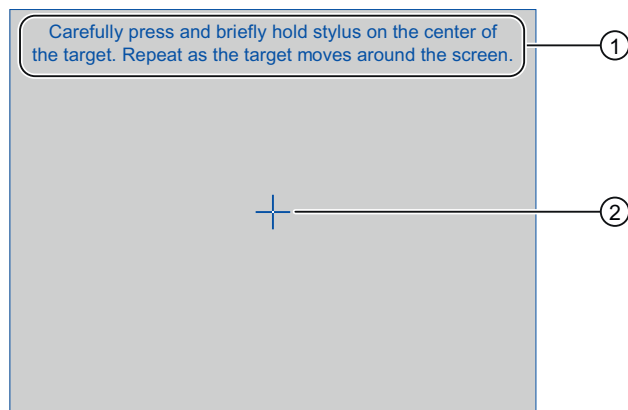 Carefully press and briefly hold stylus on the center of
the target. Repeat as the target moves around the screen.
1
2